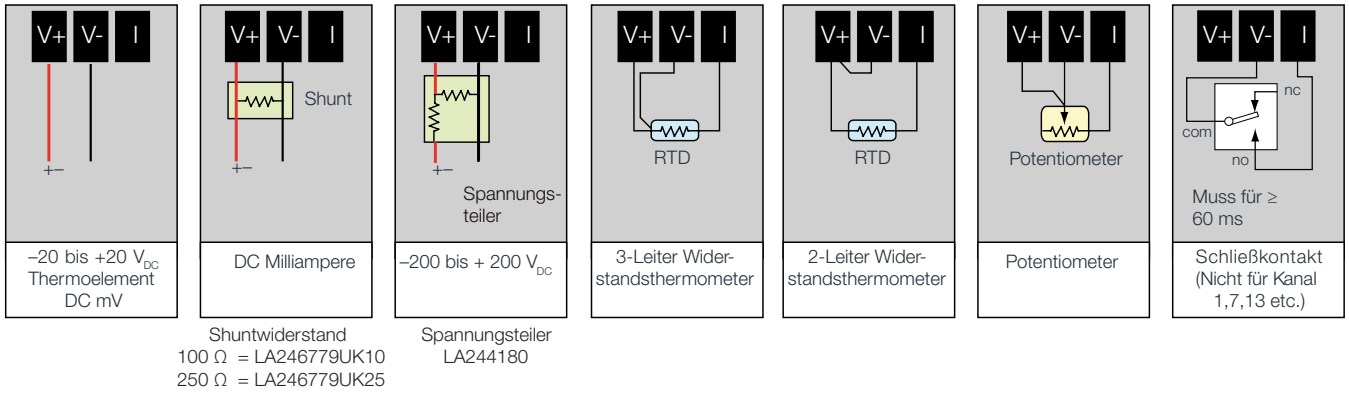 V+ V- I
+−
–20 bis +20 VDC
Thermoelement
DC mV
V+ V- I
Shunt
+−
DC Milliampere
Shuntwiderstand
100 Ω = LA246779UK10
250 Ω = LA246779UK25
V+ V- I
+−
Spannungs-
teiler
–200 bis + 200 VDC
Spannungsteiler
LA244180
V+ V- I
RTD
3-Leiter Wider-
standsthermometer
V+ V- I
RTD
2-Leiter Wider-
standsthermometer
V+ V- I
Potentiometer
Potentiometer
V+ V- I
nc
com
no
Muss für ≥
60 ms
Schließkontakt
(Nicht für Kanal
1,7,13 etc.)